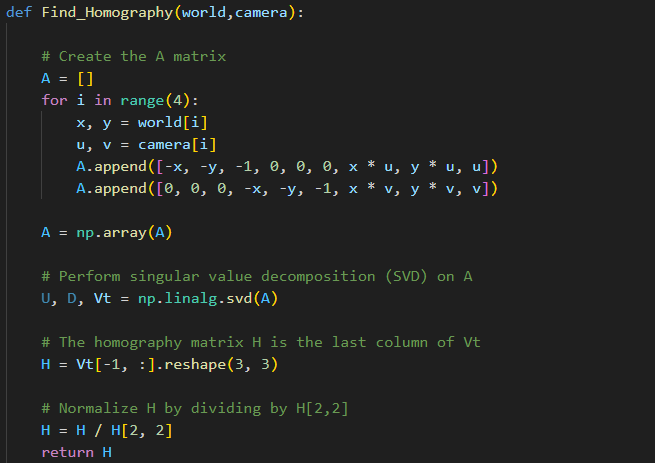 def Find_Homography(world,camera):
# Create the A matrix
A = []
for i in range(4):
x, y = world[i]
u, v = camera[i]
A.append([-x, -y, -1, 0, 0, 0, x * u, y * u, u])
A.append([0, 0, 0, -x, -y, -1, x * v, y * v, v])
A = np.array(A)
# Perform singular value decomposition (SVD) on A
U, D, Vt = np.linalg.svd(A)
# The homography matrix H is the last column of Vt
H = Vt[-1, :].reshape(3, 3)
# Normalize H by dividing by H[2,2]
H = H / H[2, 2]
return H